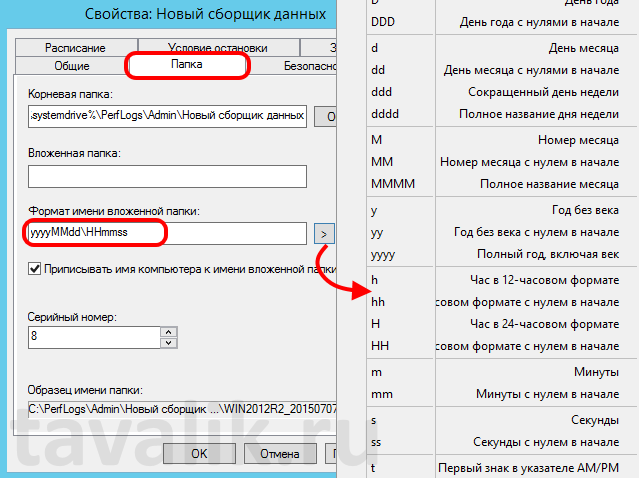 Свойства: Новый сборщик данных
Расписание
Условие остановки
Общие
Папка
Корневая папка:
systemdrive%\PerfLogs\Admin\Новый сборщик данных
Вложенная папка:
Формат имени вложенной папки:
yyyyMMdd\HHmmss
>
Приписывать имя компьютера к имени вложенной папки
Серийный номер:
8
Образец имени папки:
C:\PerfLogs\Admin\Новый сборщик ...\WIN2012R2_20150707
OK
Отмена
tavalik.ru
D День года
DDD День года с нулями в начале
d День месяца
dd День месяца с нулями в начале
ddd Сокращенный день недели
dddd Полное название дня недели
M Номер месяца
MM Номер месяца с нулем в начале
MMMM Полное название месяца
y Год без века
yy Год без века с нулем в начале
yyyy Полный год, включая век
h Час в 12-часовом формате
hh совом формате с нулем в начале
H Час в 24-часовом формате
HH совом формате с нулем в начале
m Минуты
mm Минуты с нулем в начале
s Секунды
ss Секунды с нулем в начале
t Первый знак в указателе AM/PM